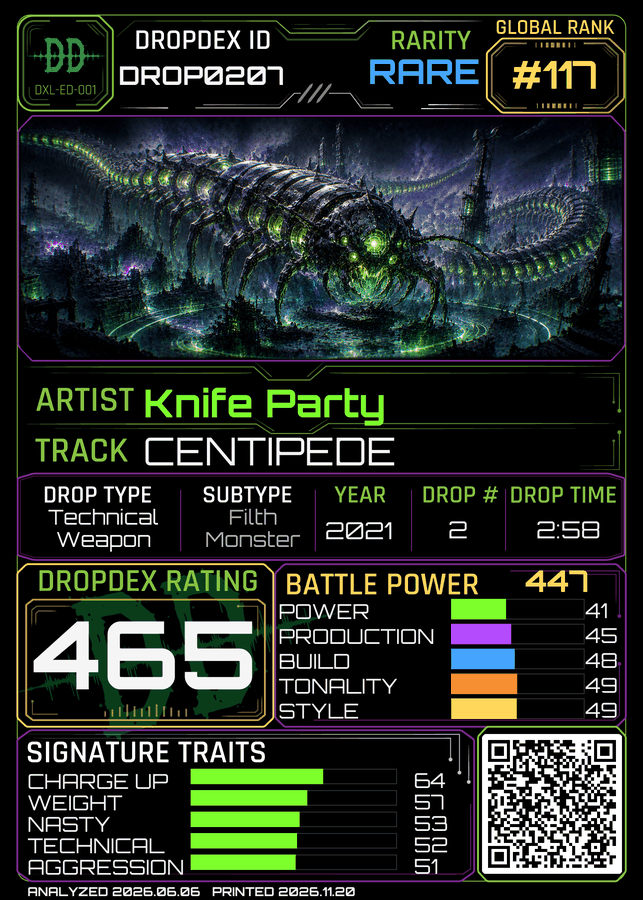 DD
DXL-ED-001
DROPDEX ID
DROP0207
RARITY
RARE
GLOBAL RANK
#117
ARTIST Knife Party
TRACK CENTIPEDE
DROP TYPE
Technical
Weapon
SUBTYPE
Filth
Monster
YEAR
2021
DROP #
2
DROP TIME
2:58
DROPDEX RATING
465
BATTLE POWER 447
POWER 41
PRODUCTION 45
BUILD 48
TONALITY 49
STYLE 49
SIGNATURE TRAITS
CHARGE UP 64
WEIGHT 57
NASTY 53
TECHNICAL 52
AGGRESSION 51
ANALYZED 2026.06.06 PRINTED 2026.11.20